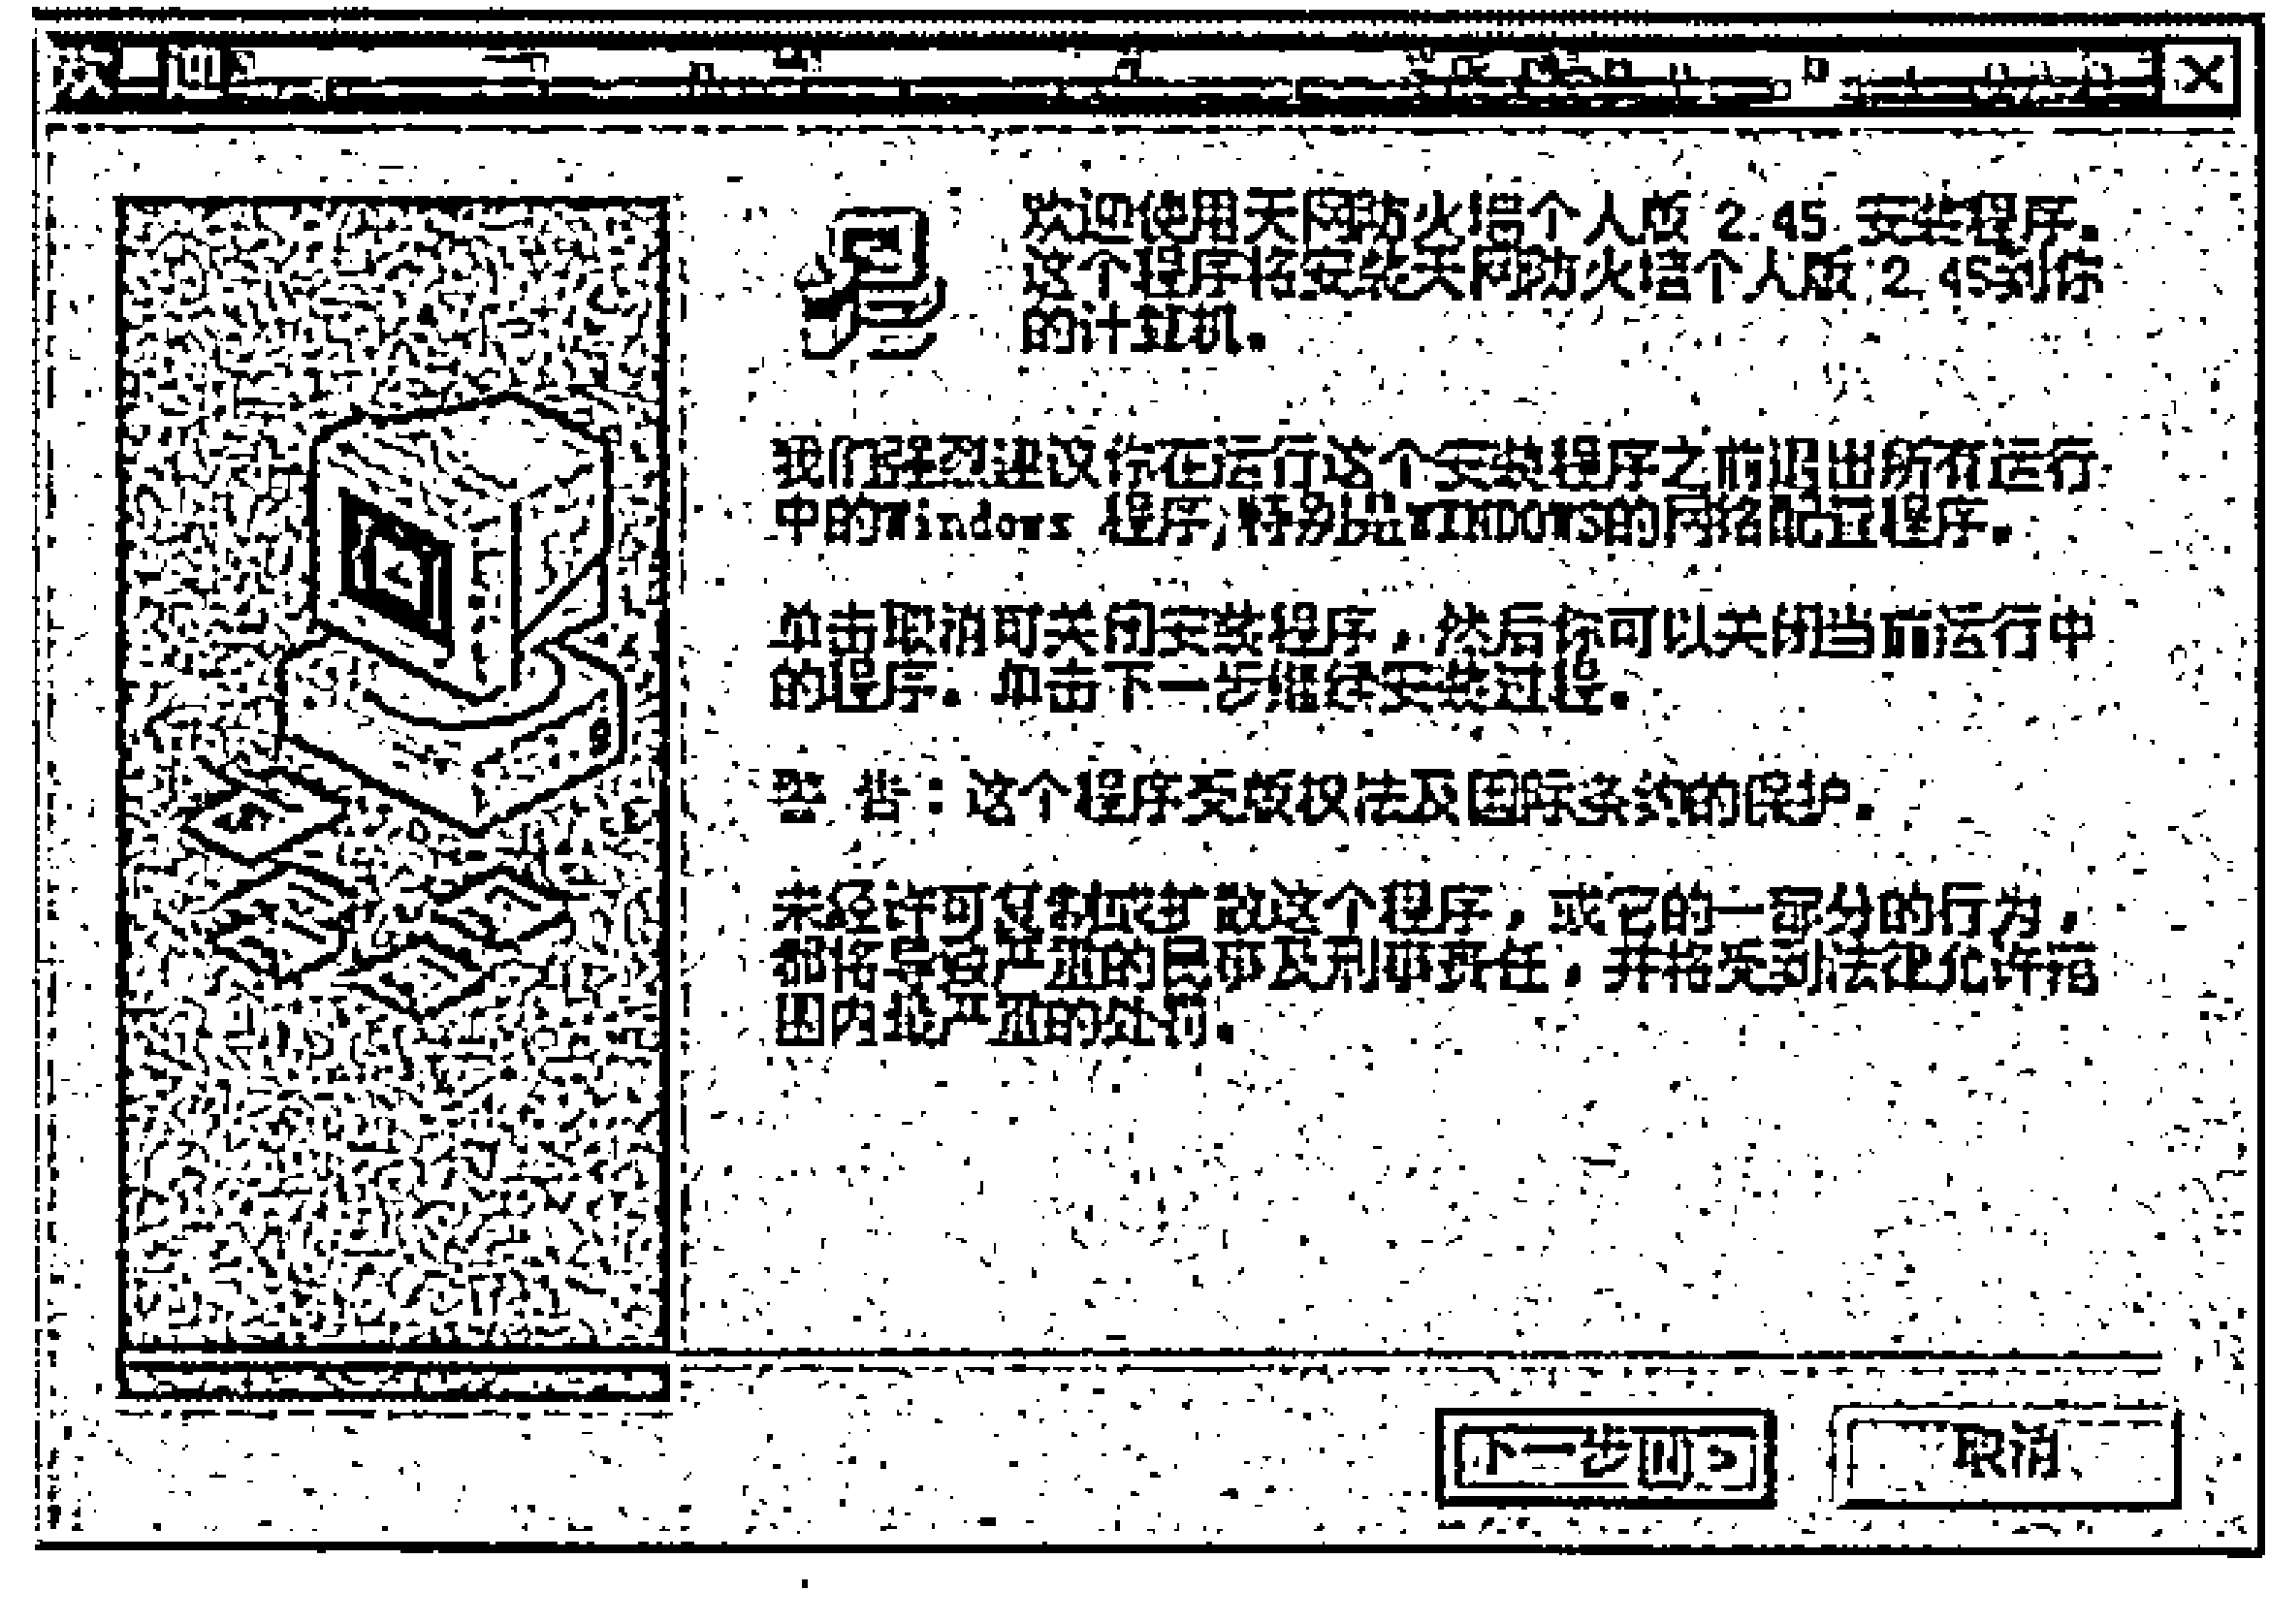 欢 迎
欢迎使用天网防火墙个人版 2.45 安装程序.
这个程序将安装天网防火墙个人版 2.45到你
的计算机.
我们强烈建议你在运行这个安装程序之前退出所有运行
中的Windows 程序,特别是WINDOWS的网络配置程序.
单击取消可关闭安装程序，然后你可以关闭当前运行中
的程序. 单击下一步继续安装过程.
警 告：这个程序受版权法及国际条约的保护.
未经许可复制或扩散这个程序，或它的一部分的行为，
都将导致严重的民事及刑事责任，并将受到法律允许范
围内最严重的处罚.
下一步(N) >
取消